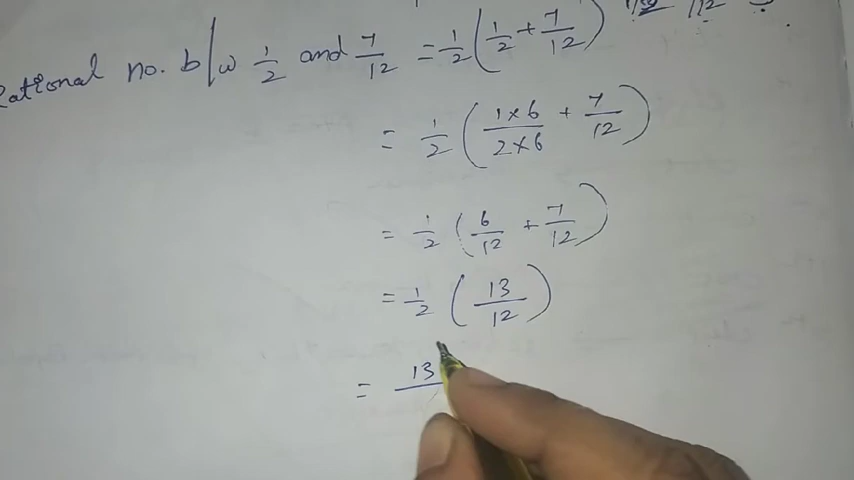 Rational no. b/w 1/2 and 7/12 = 1/2 (1/2 + 7/12)
= 1/2 (1×6/2×6 + 7/12)
= 1/2 (6/12 + 7/12)
= 1/2 (13/12)
= 13